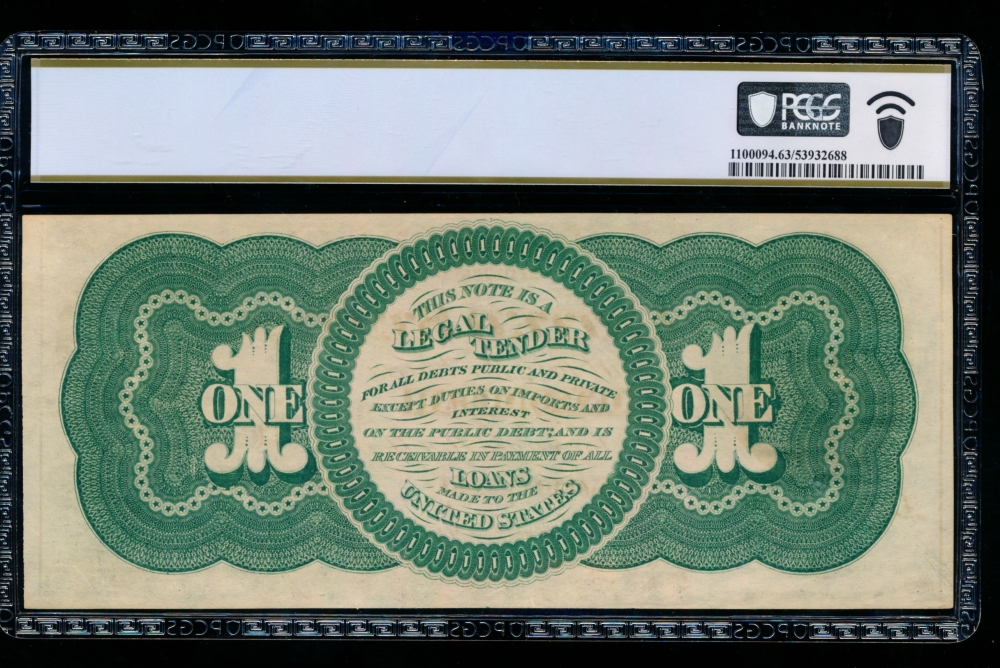 PCGS
BANKNOTE
1100094.63/53932688
THIS NOTE IS A
LEGAL
TENDER
FOR ALL DEBTS PUBLIC AND PRIVATE
EXCEPT DUTIES ON IMPORTS AND
INTEREST
ON THE PUBLIC DEBT; AND IS
RECEIVABLE IN PAYMENT OF ALL
LOANS
MADE TO THE
UNITED STATES
1
ONE
1
ONE